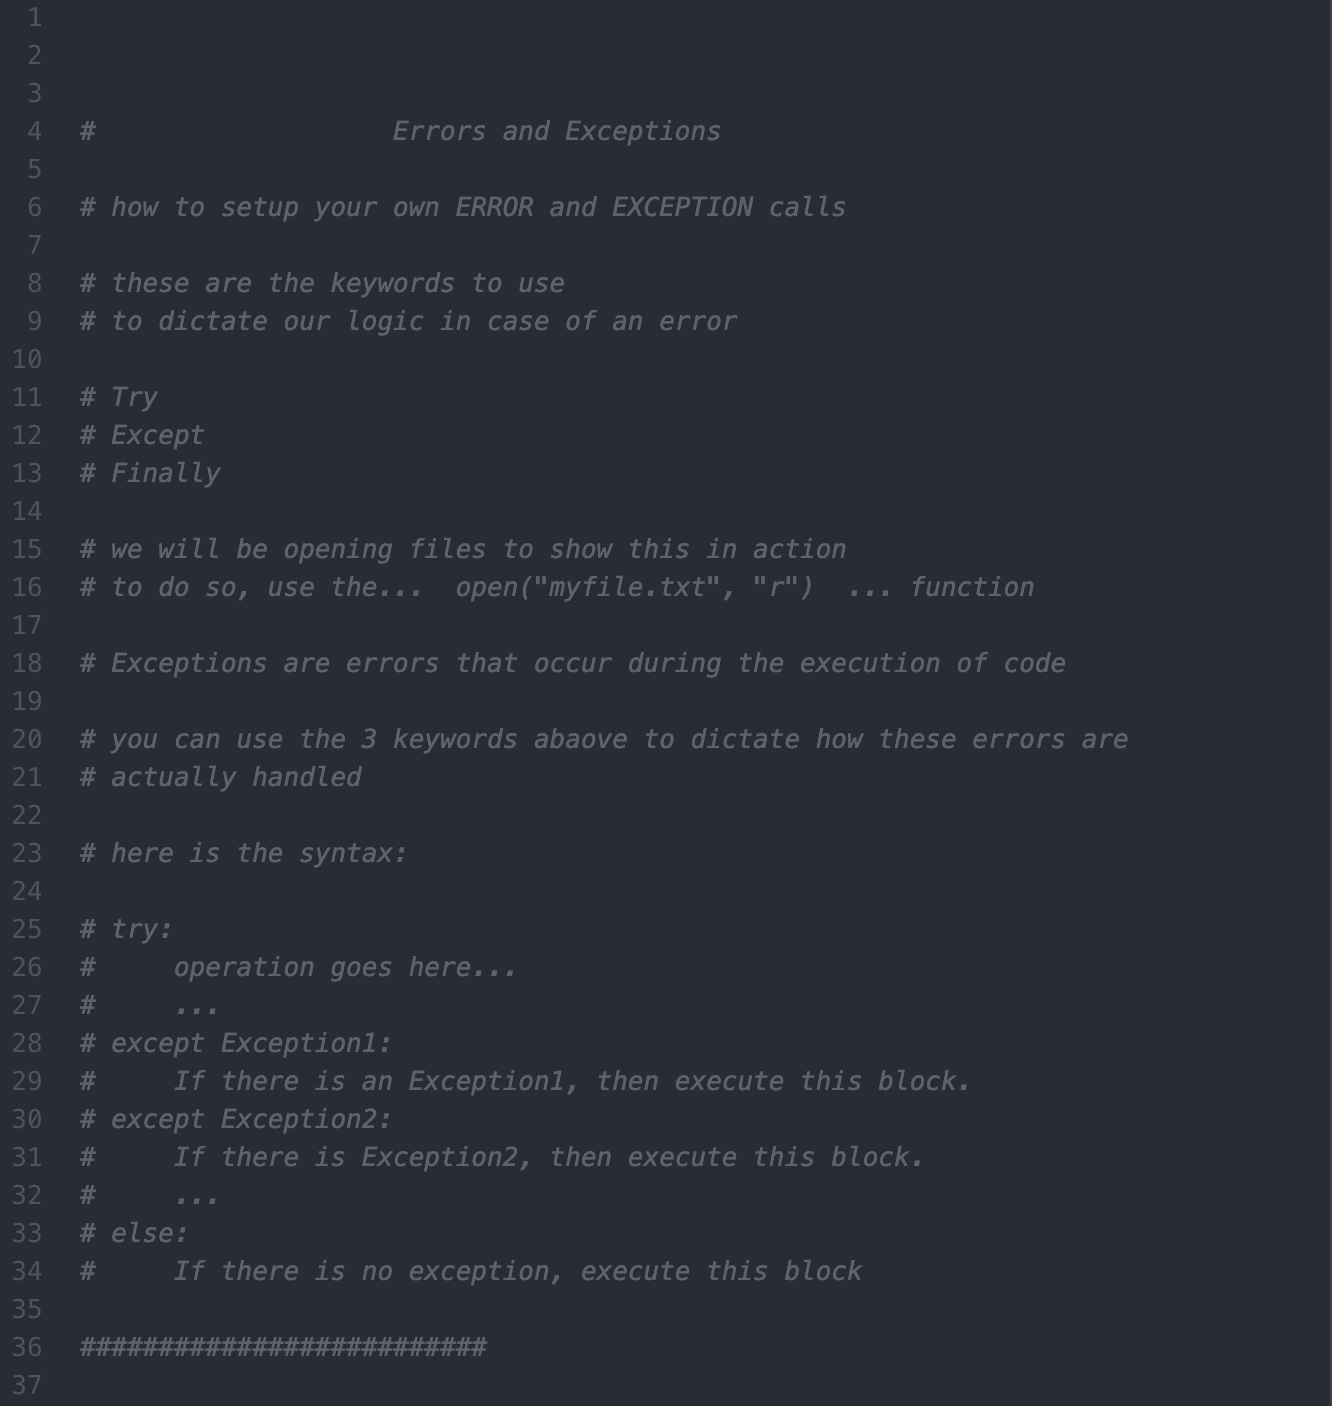 1
2
3
4 #                   Errors and Exceptions
5
6 # how to setup your own ERROR and EXCEPTION calls
7
8 # these are the keywords to use
9 # to dictate our logic in case of an error
10
11 # Try
12 # Except
13 # Finally
14
15 # we will be opening files to show this in action
16 # to do so, use the...  open("myfile.txt", "r")  ... function
17
18 # Exceptions are errors that occur during the execution of code
19
20 # you can use the 3 keywords abaove to dictate how these errors are
21 # actually handled
22
23 # here is the syntax:
24
25 # try:
26 #     operation goes here...
27 #     ...
28 # except Exception1:
29 #     If there is an Exception1, then execute this block.
30 # except Exception2:
31 #     If there is Exception2, then execute this block.
32 #     ...
33 # else:
34 #     If there is no exception, execute this block
35
36 ##########################
37